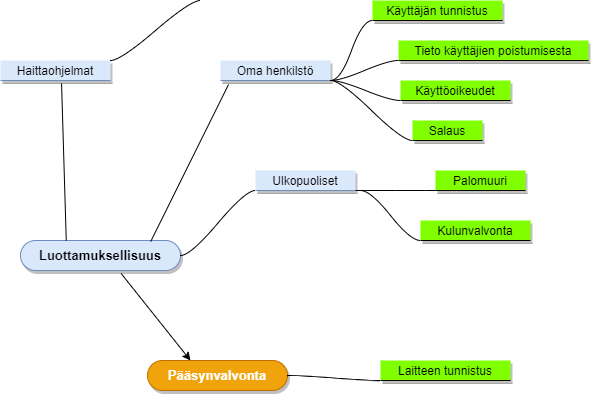 Käyttäjän tunnistus
Tieto käyttäjien poistumisesta
Haittaohjelmat
Oma henkilstö
Käyttöoikeudet
Salaus
Ulkopuoliset
Palomuuri
Kulunvalvonta
Luottamuksellisuus
Pääsynvalvonta
Laitteen tunnistus